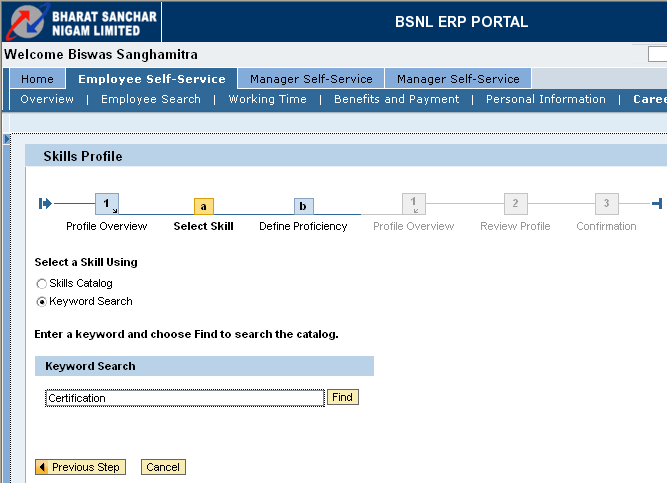 BHARAT SANCHAR
NIGAM LIMITED
BSNL ERP PORTAL
Welcome Biswas Sanghamitra
Home Employee Self-Service Manager Self-Service Manager Self-Service
Overview | Employee Search | Working Time | Benefits and Payment | Personal Information | Caree
Skills Profile
1 a b 1 2 3
Profile Overview Select Skill Define Proficiency Profile Overview Review Profile Confirmation
Select a Skill Using
Skills Catalog
Keyword Search
Enter a keyword and choose Find to search the catalog.
Keyword Search
Certification Find
Previous Step Cancel